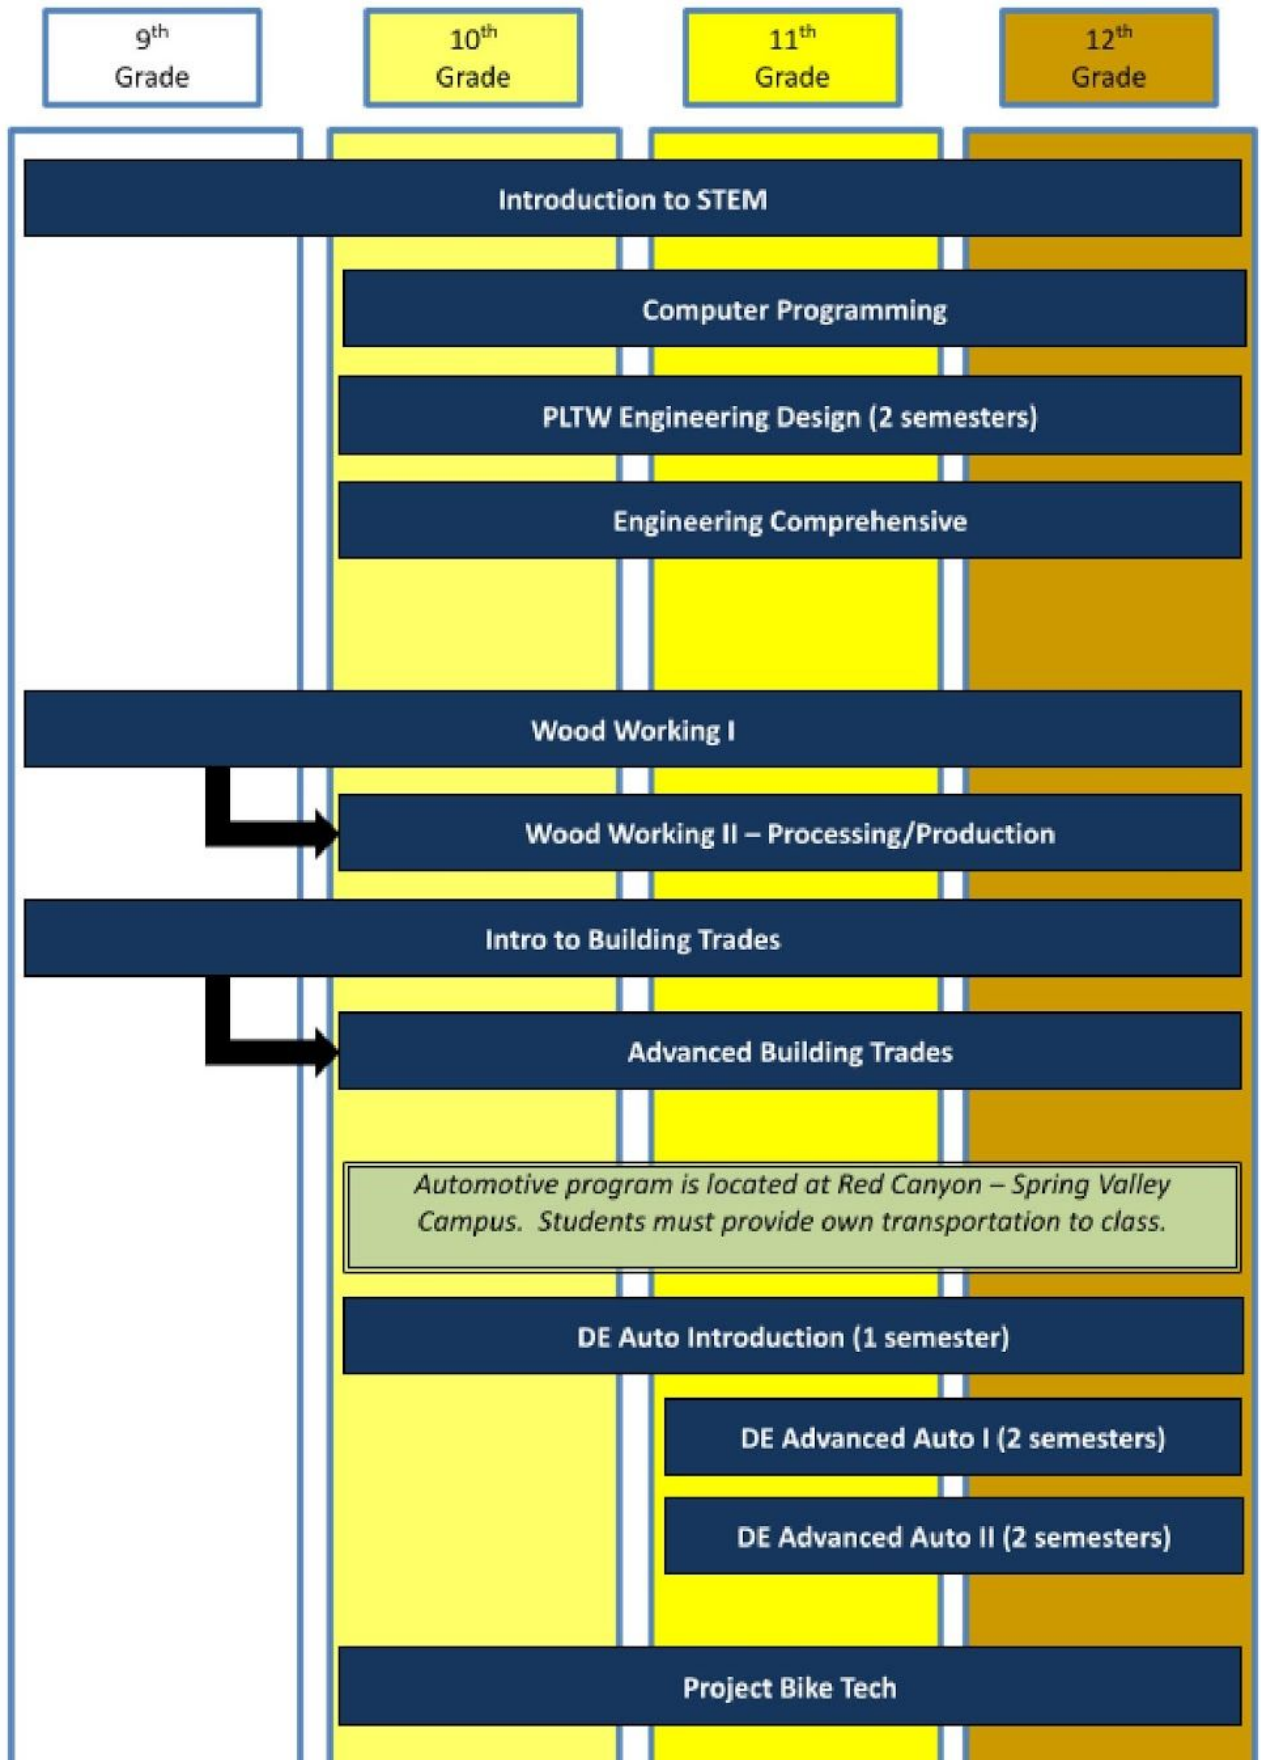 9th
Grade
10th
Grade
11th
Grade
12th
Grade
Introduction to STEM
Computer Programming
PLTW Engineering Design (2 semesters)
Engineering Comprehensive
Wood Working I
Wood Working II – Processing/Production
Intro to Building Trades
Advanced Building Trades
Automotive program is located at Red Canyon – Spring Valley
Campus.  Students must provide own transportation to class.
DE Auto Introduction (1 semester)
DE Advanced Auto I (2 semesters)
DE Advanced Auto II (2 semesters)
Project Bike Tech